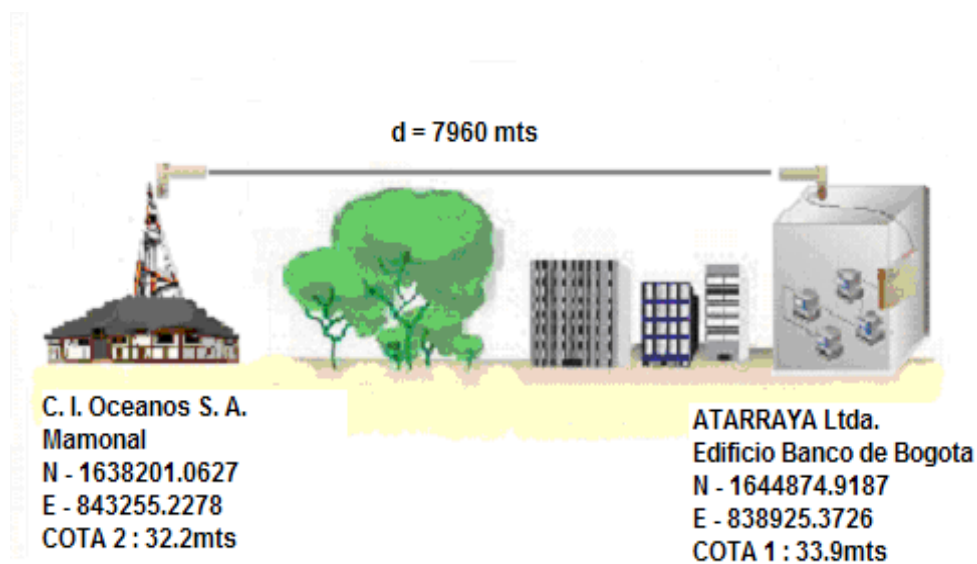 d = 7960 mts
C. I. Oceanos S. A.
Mamonal
N - 1638201.0627
E - 843255.2278
COTA 2 : 32.2mts
ATARRAYA Ltda.
Edificio Banco de Bogota
N - 1644874.9187
E - 838925.3726
COTA 1 : 33.9mts